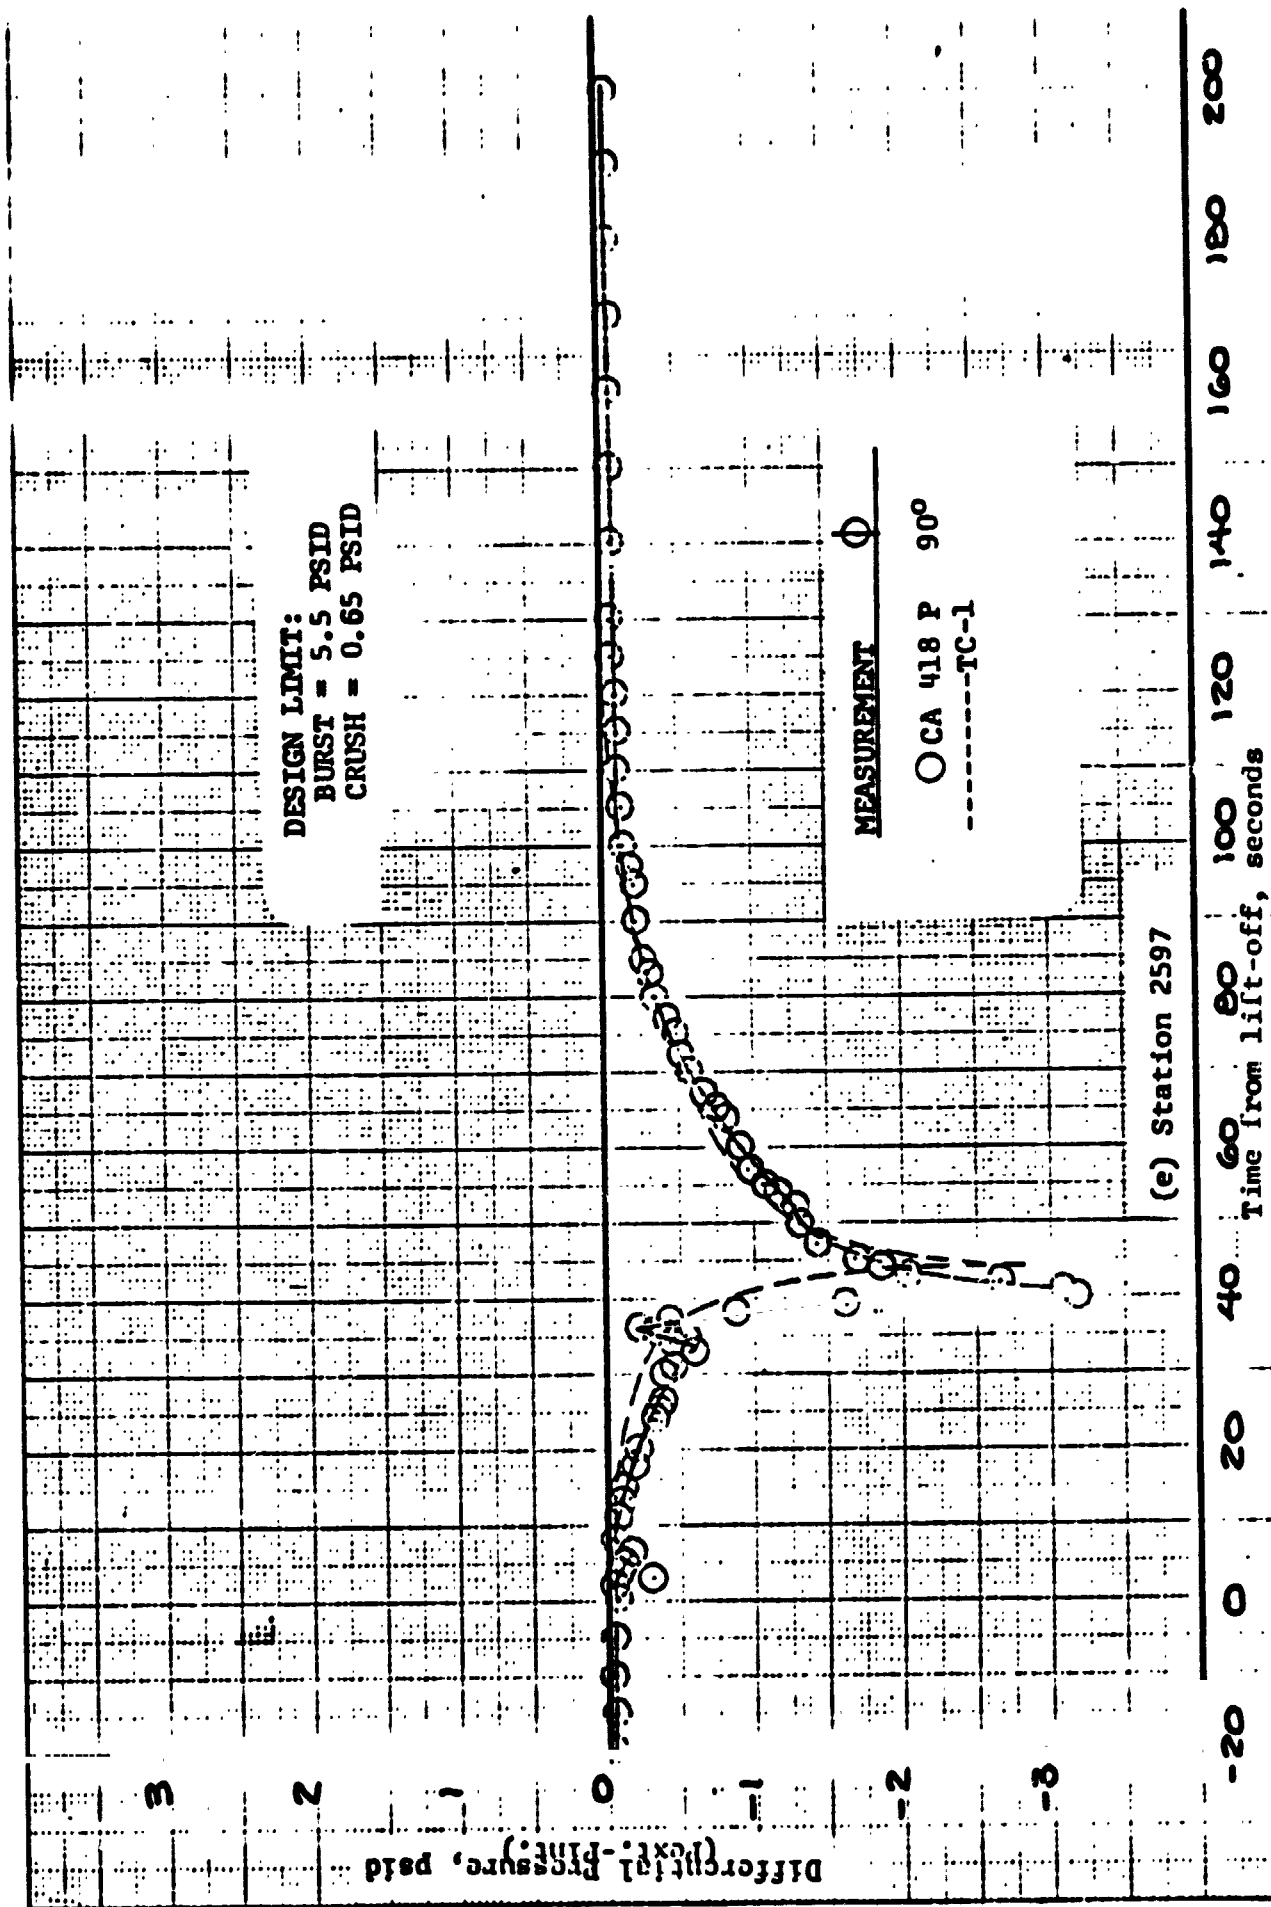 3
2
1
0
-1
-2
-3
Differential Pressure, psid
(Pext.-Pint.)
DESIGN LIMIT:
BURST = 5.5 PSID
CRUSH = 0.65 PSID
MEASUREMENT ⌽
○ CA 418 P 90°
-----TC-1
(e) Station 2597
-20 0 20 40 60 80 100 120 140 160 180 200
Time from lift-off, seconds